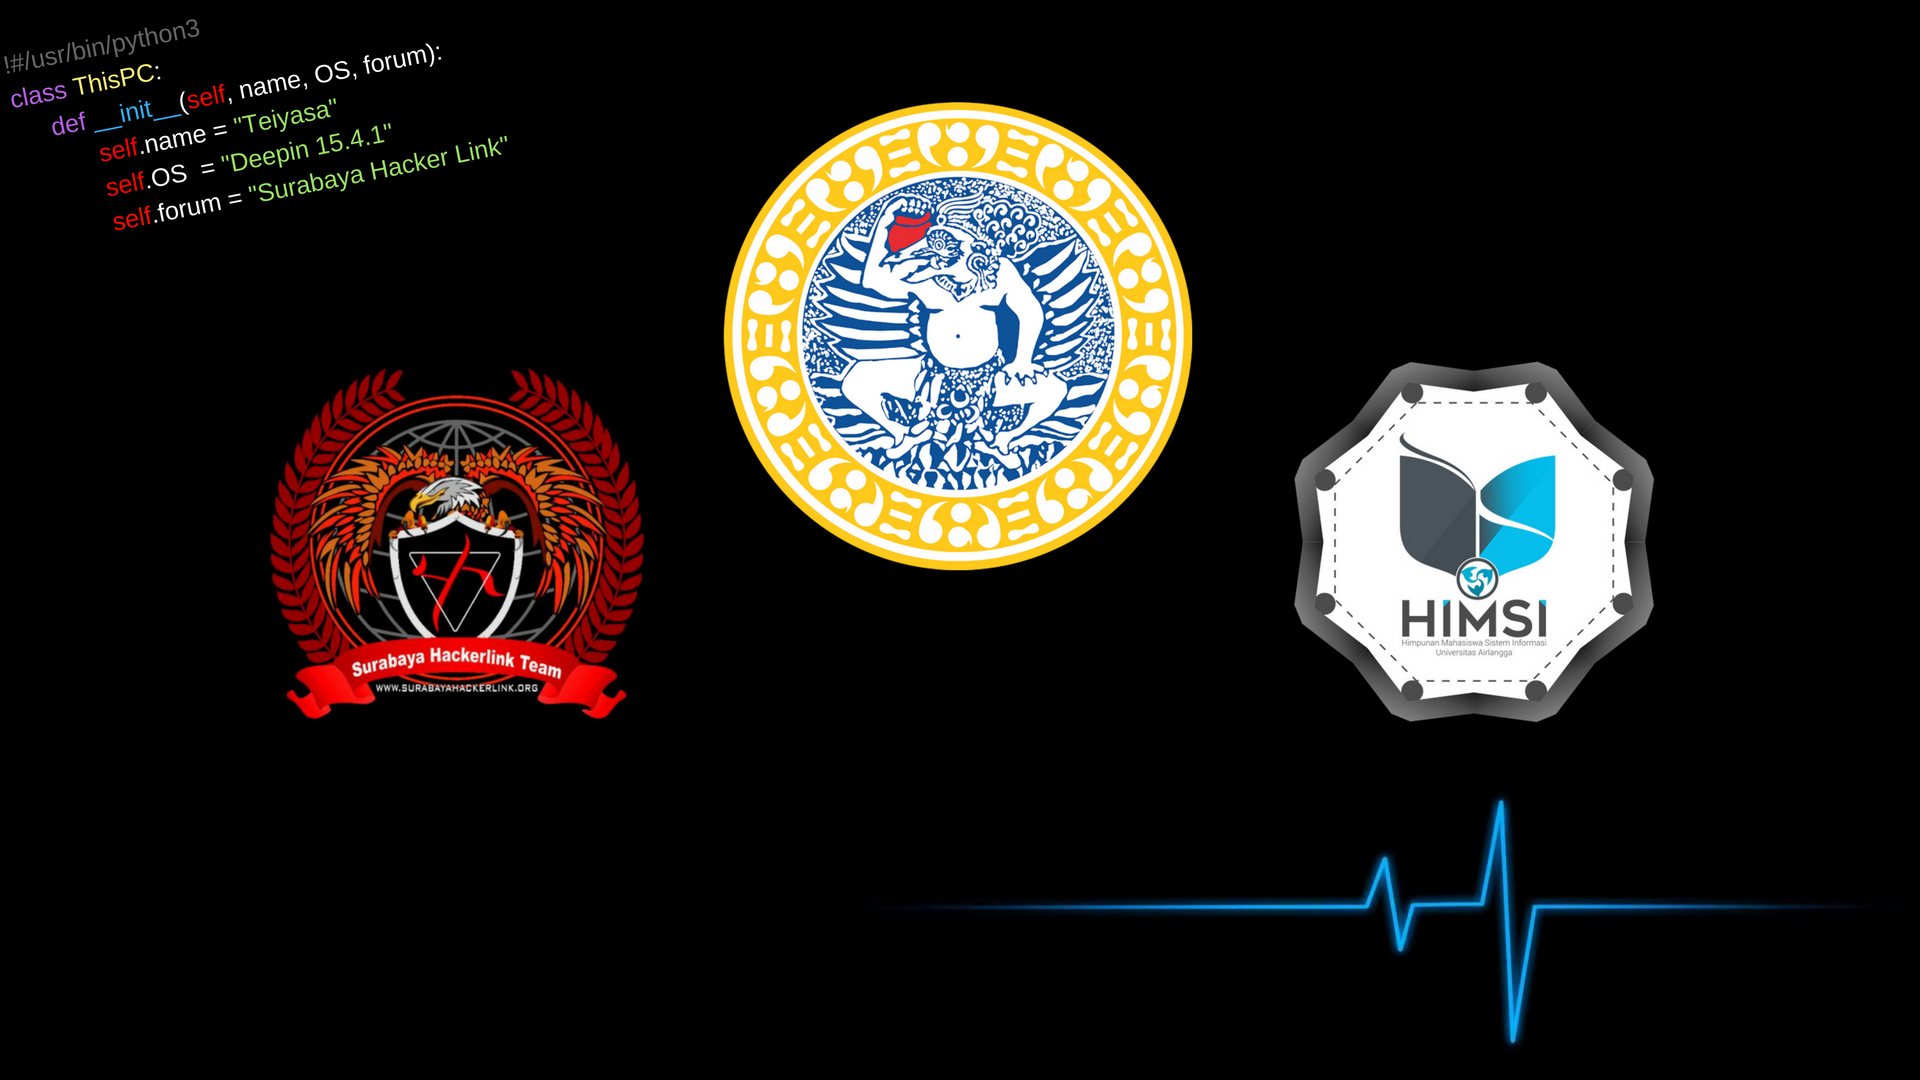 !#/usr/bin/python3
class ThisPC:
def __init__(self, name, OS, forum):
self.name = "Teiyasa"
self.OS  = "Deepin 15.4.1"
self.forum = "Surabaya Hacker Link"
Surabaya Hackerlink Team
WWW.SURABAYAHACKERLINK.ORG
HIMSI
Himpunan Mahasiswa Sistem Informasi
Universitas Airlangga